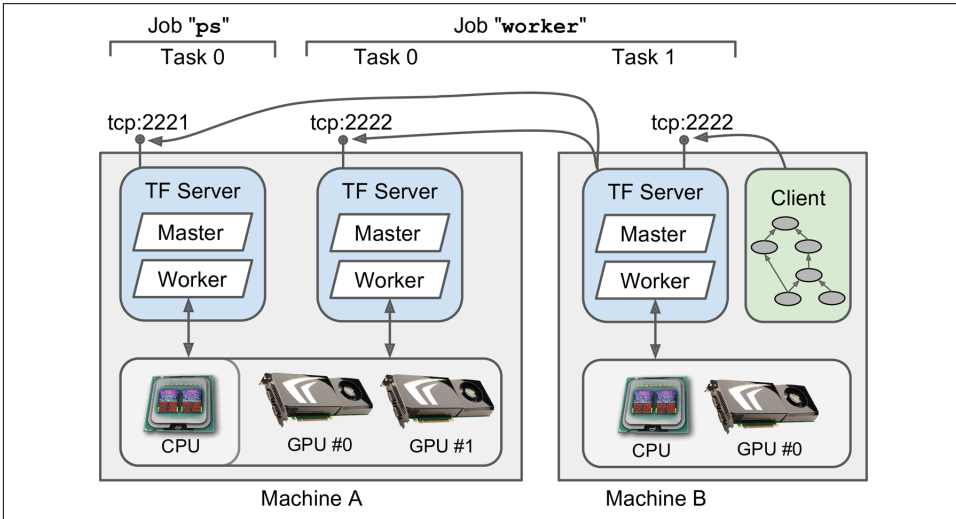 Job "ps"
Job "worker"
Task 0
Task 0
Task 1
tcp:2221
tcp:2222
tcp:2222
TF Server
Master
Worker
TF Server
Master
Worker
TF Server
Master
Worker
Client
CPU
GPU #0
GPU #1
CPU
GPU #0
Machine A
Machine B